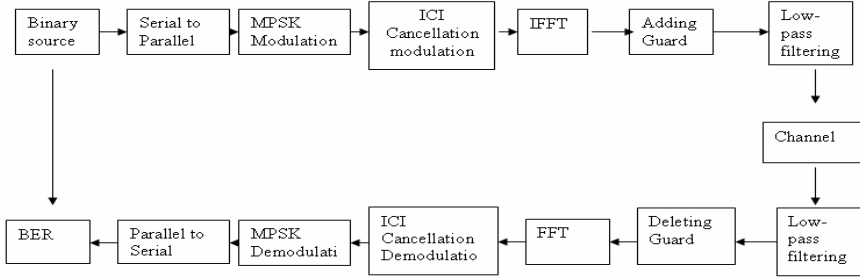 Binary
source
Serial to
Parallel
MPSK
Modulation
ICI
Cancellation
modulation
IFFT
Adding
Guard
Low-
pass
filtering
Channel
BER
Parallel to
Serial
MPSK
Demodulati
ICI
Cancellation
Demodulatio
FFT
Deleting
Guard
Low-
pass
filtering